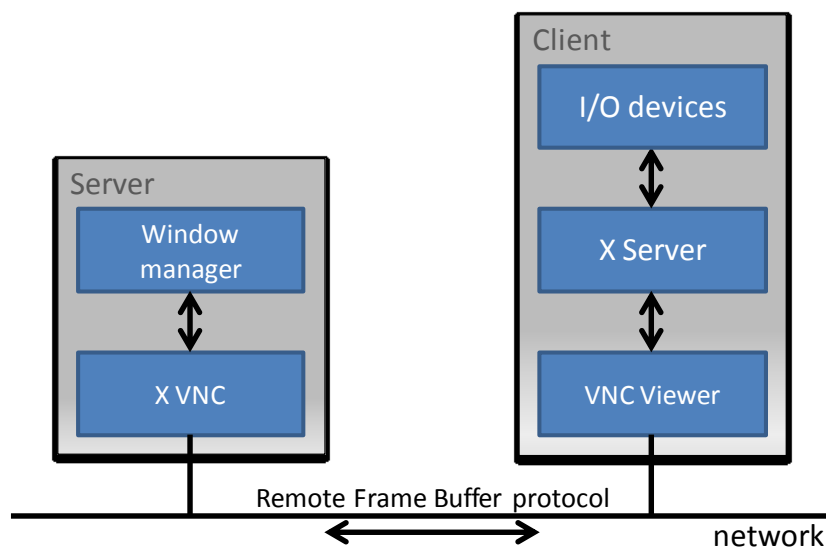 Client
I/O devices
Server
Window
manager
X Server
X VNC
VNC Viewer
Remote Frame Buffer protocol
network